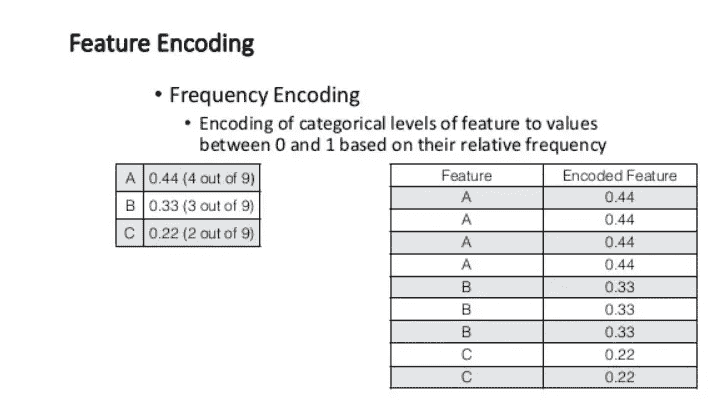 Feature Encoding
• Frequency Encoding
• Encoding of categorical levels of feature to values
between 0 and 1 based on their relative frequency
A 0.44 (4 out of 9)
B 0.33 (3 out of 9)
C 0.22 (2 out of 9)
Feature Encoded Feature
A 0.44
A 0.44
A 0.44
A 0.44
B 0.33
B 0.33
B 0.33
C 0.22
C 0.22